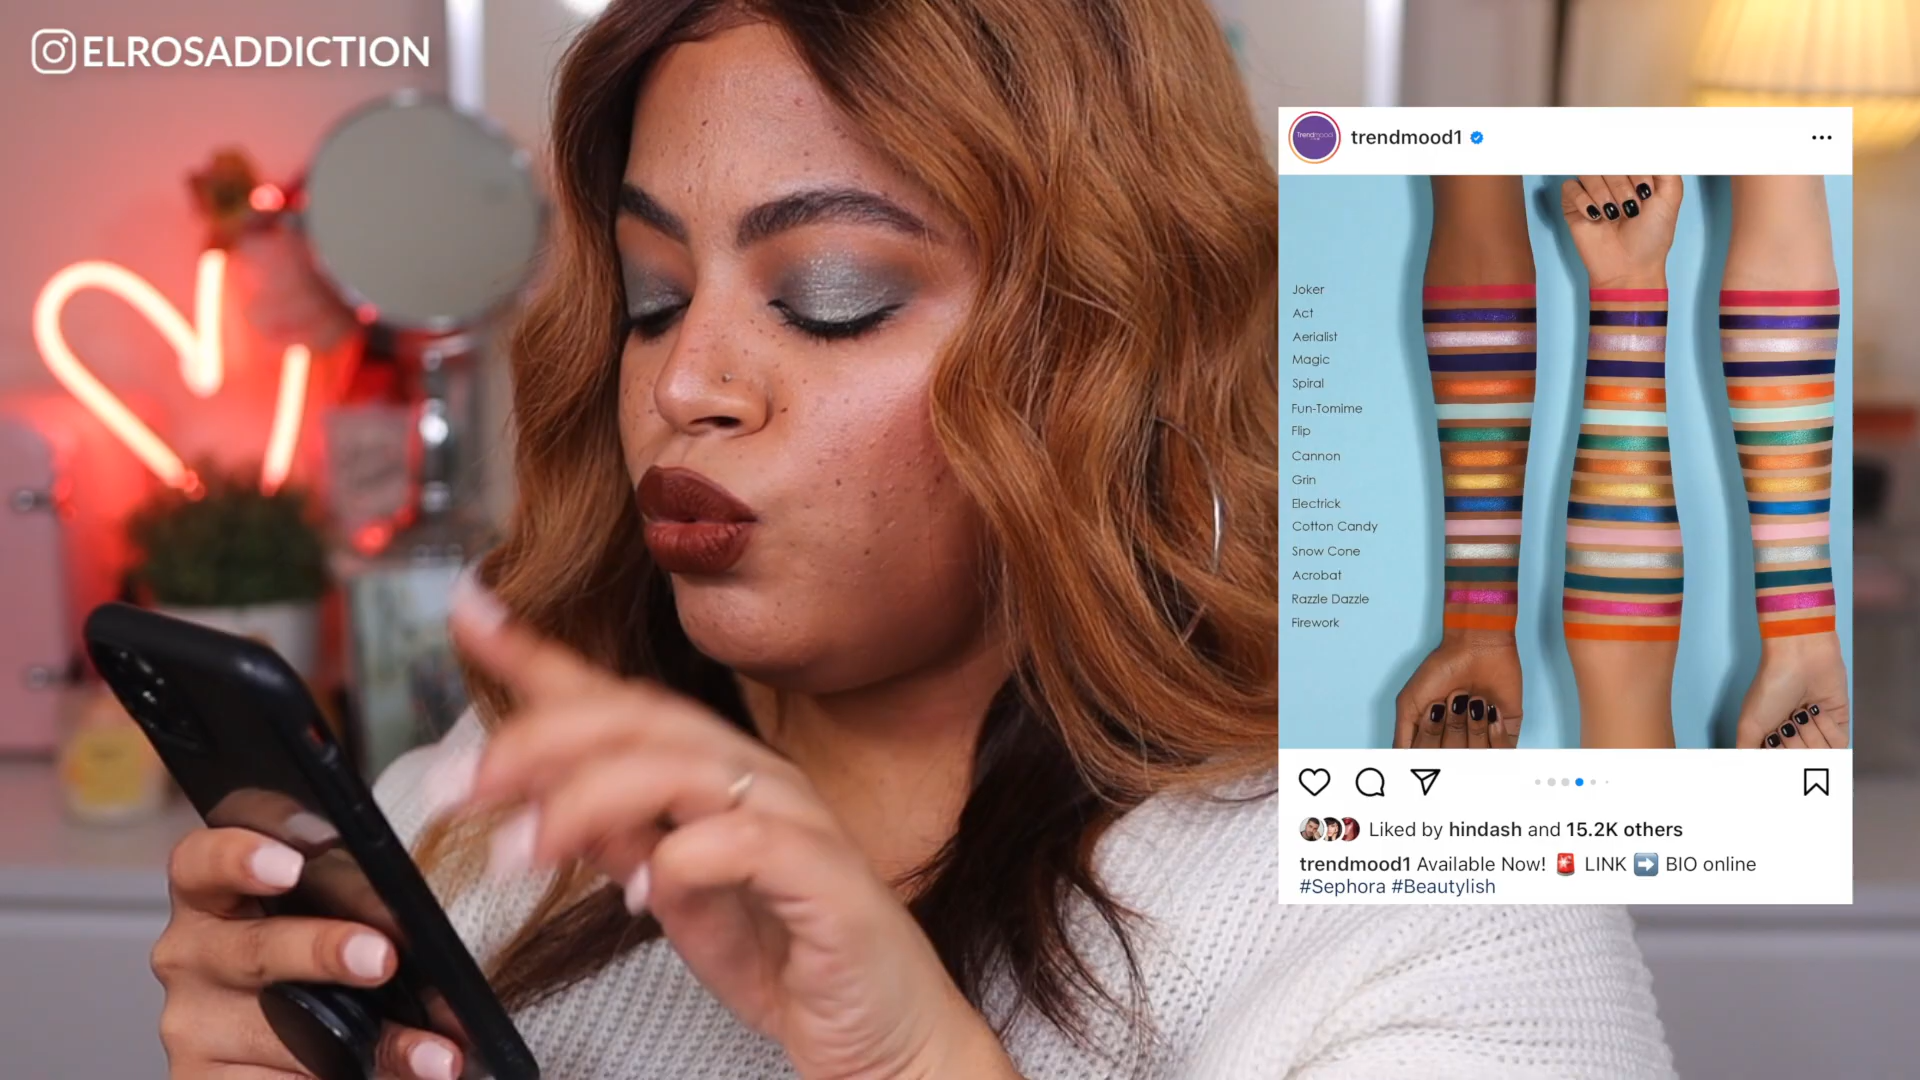 ELROSADDICTION
trendmood1
Trendmood
Joker
Act
Aerialist
Magic
Spiral
Fun-Tomime
Flip
Cannon
Grin
Electrick
Cotton Candy
Snow Cone
Acrobat
Razzle Dazzle
Firework
Liked by hindash and 15.2K others
trendmood1 Available Now! 🚨 LINK ➡️ BIO online
#Sephora #Beautylish